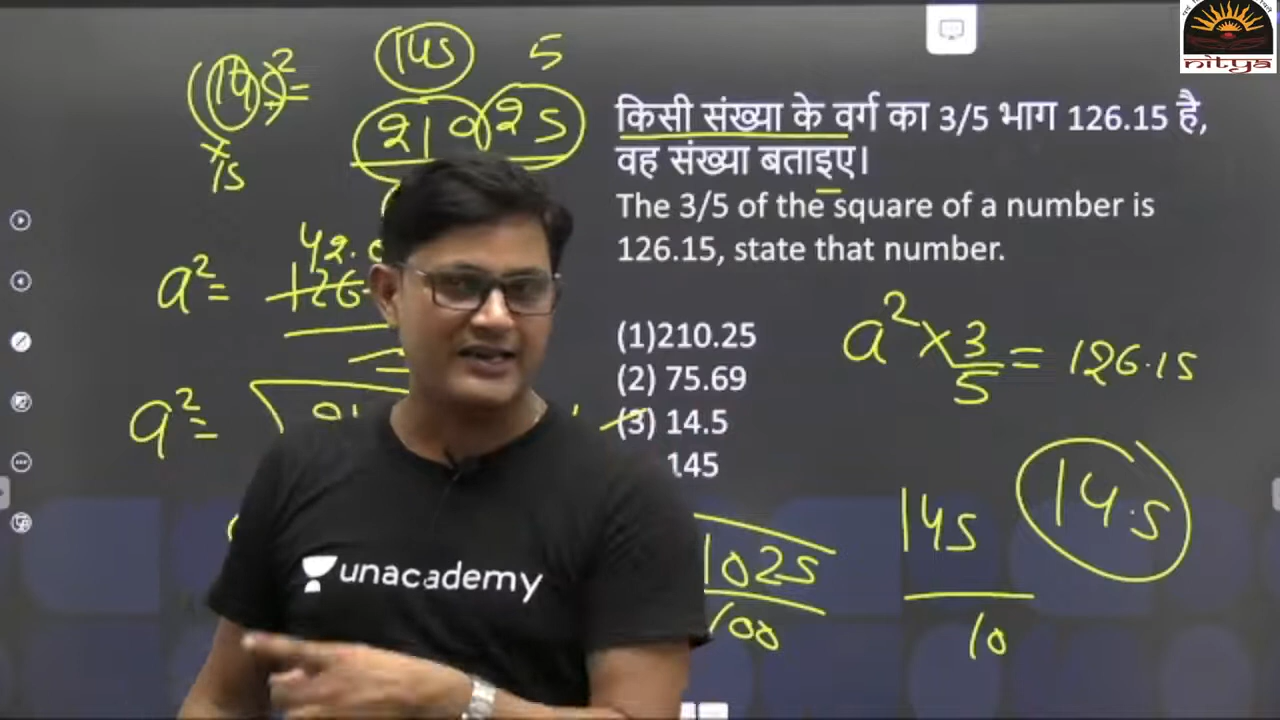 nitya
किसी संख्या के वर्ग का 3/5 भाग 126.15 है,
वह संख्या बताइए।
The 3/5 of the square of a number is
126.15, state that number.
(1)210.25
(2) 75.69
(3) 14.5
145
145 5
21025
15
a² =
a² =
a² × 3/5 = 126.15
1025
100
145
10
14.5
unacademy